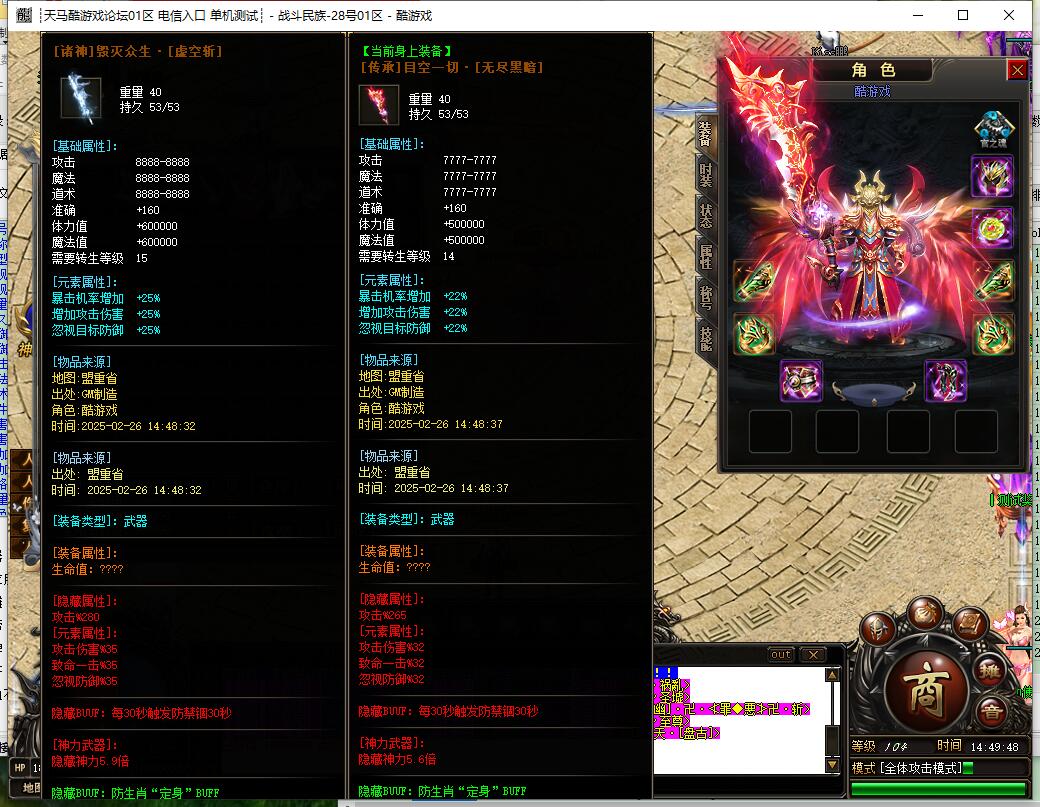 天马酷游戏论坛01区 电信入口 单机测试 - 战斗民族-28号01区 - 酷游戏
[诸神]毁灭众生·[虚空斩]
重量 40
持久 53/53
[基础属性]:
攻击 8888-8888
魔法 8888-8888
道术 8888-8888
准确 +160
体力值 +600000
魔法值 +600000
需要转生等级 15
[元素属性]:
暴击机率增加 +25%
增加攻击伤害 +25%
忽视目标防御 +25%
[物品来源]
地图:盟重省
出处:GM制造
角色:酷游戏
时间:2025-02-26 14:48:32
[物品来源]
出处: 盟重省
时间: 2025-02-26 14:48:32
[装备类型]: 武器
[装备属性]:
生命值: ????
[隐藏属性]:
攻击%280
[元素属性]:
攻击伤害%35
致命一击%35
忽视防御%35
隐藏BUUF: 每30秒触发防禁锢30秒
[神力武器]:
隐藏神力5.9倍
隐藏BUUF: 防生肖“定身”BUFF
【当前身上装备】
[传承]目空一切·[无尽黑暗]
重量 40
持久 53/53
[基础属性]:
攻击 7777-7777
魔法 7777-7777
道术 7777-7777
准确 +160
体力值 +500000
魔法值 +500000
需要转生等级 14
[元素属性]:
暴击机率增加 +22%
增加攻击伤害 +22%
忽视目标防御 +22%
[物品来源]
地图:盟重省
出处:GM制造
角色:酷游戏
时间:2025-02-26 14:48:37
[物品来源]
出处: 盟重省
时间: 2025-02-26 14:48:37
[装备类型]: 武器
[装备属性]:
生命值: ????
[隐藏属性]:
攻击%265
[元素属性]:
攻击伤害%32
致命一击%32
忽视防御%32
隐藏BUUF: 每30秒触发防禁锢30秒
[神力武器]:
隐藏神力5.6倍
隐藏BUUF: 防生肖“定身”BUFF
角 色
酷游戏
装备
时装
状态
属性
称号
技能
out
至尊
天·[盘古]
商
摊
音
等级 104 时间 14:49:48
模式[全体攻击模式]
HP
地图